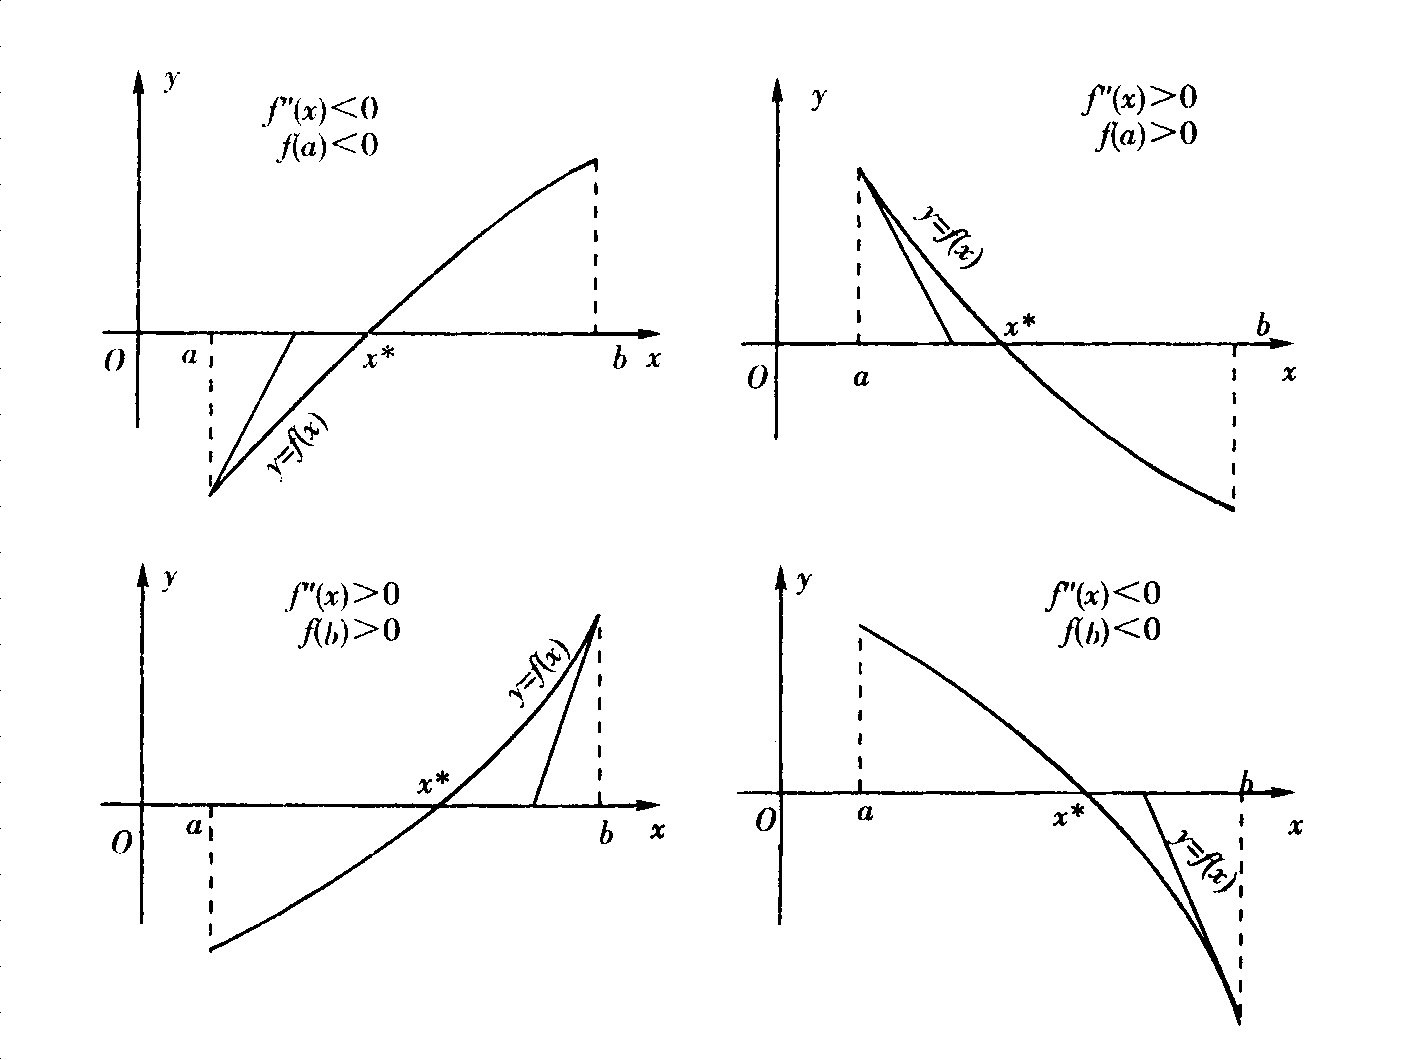 y
f''(x)<0
f(a)<0
O
a
x*
b
x
y=f(x)
y
f''(x)>0
f(a)>0
y=f(x)
x*
b
O
a
x
y
f''(x)>0
f(b)>0
y=f(x)
x*
a
O
b
x
y
f''(x)<0
f(b)<0
b
O
a
x*
x
y=f(x)